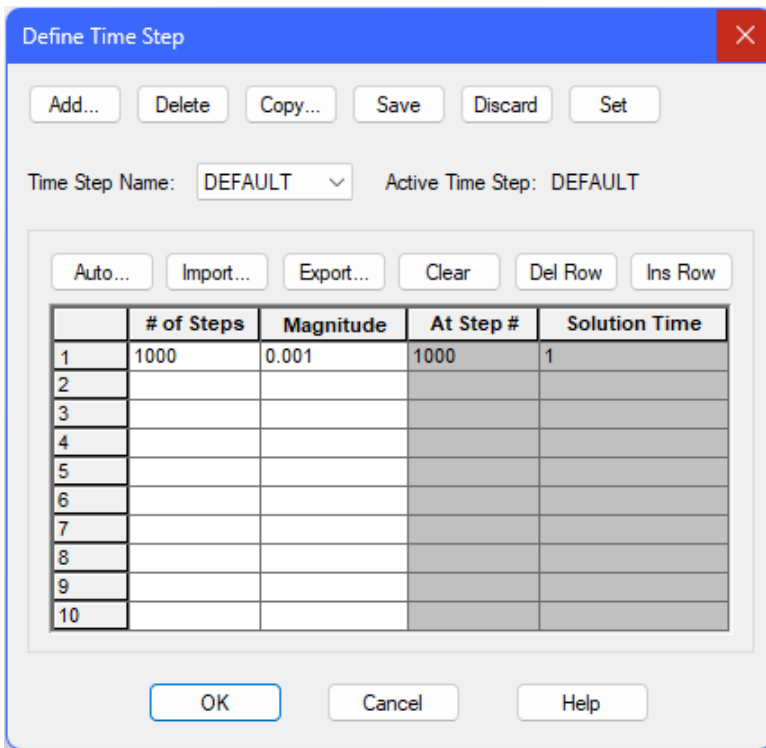 Define Time Step
Add... Delete Copy... Save Discard Set
Time Step Name: DEFAULT Active Time Step: DEFAULT
Auto... Import... Export... Clear Del Row Ins Row
# of Steps Magnitude At Step # Solution Time
1 1000 0.001 1000 1
2
3
4
5
6
7
8
9
10
OK Cancel Help